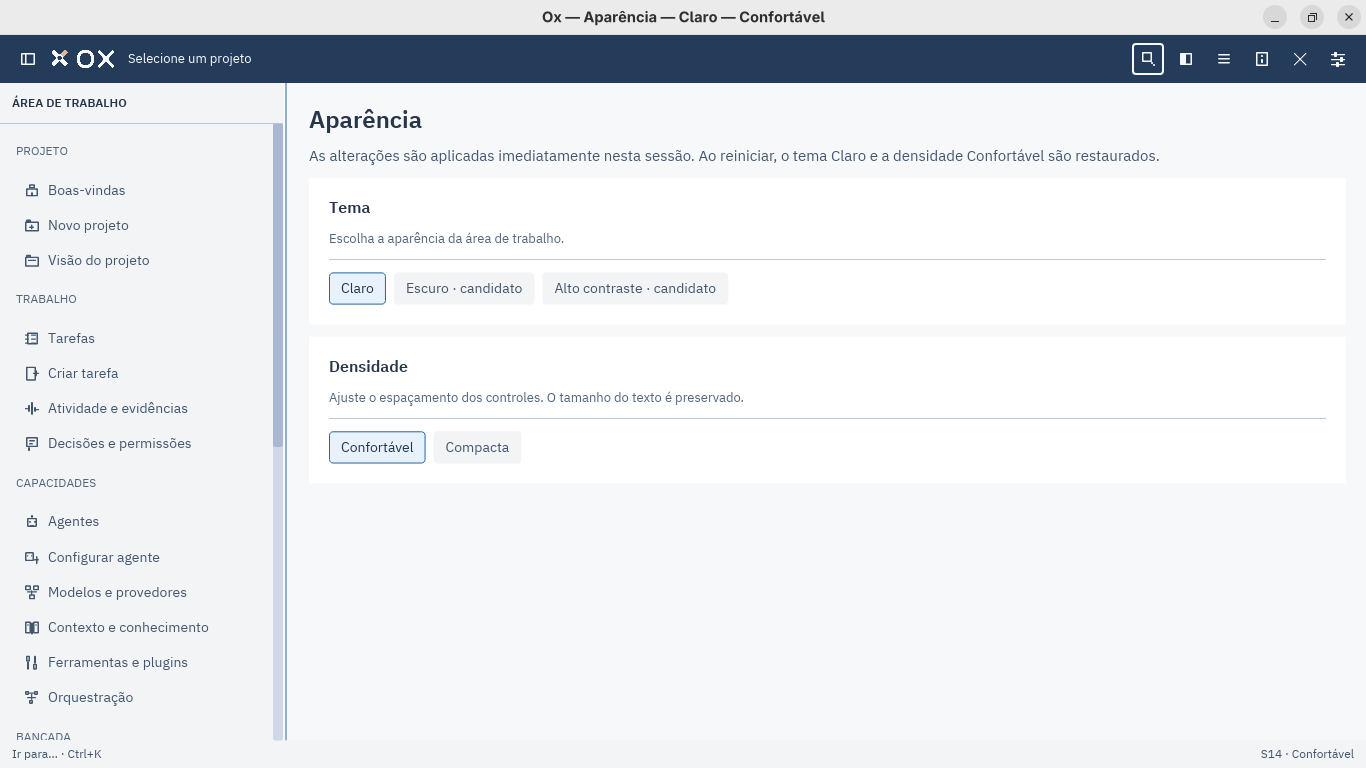 Ox — Aparência — Claro — Confortável
OX Selecione um projeto
ÁREA DE TRABALHO
PROJETO
Boas-vindas
Novo projeto
Visão do projeto
TRABALHO
Tarefas
Criar tarefa
Atividade e evidências
Decisões e permissões
CAPACIDADES
Agentes
Configurar agente
Modelos e provedores
Contexto e conhecimento
Ferramentas e plugins
Orquestração
BANCADA
Aparência
As alterações são aplicadas imediatamente nesta sessão. Ao reiniciar, o tema Claro e a densidade Confortável são restaurados.
Tema
Escolha a aparência da área de trabalho.
Claro Escuro · candidato Alto contraste · candidato
Densidade
Ajuste o espaçamento dos controles. O tamanho do texto é preservado.
Confortável Compacta
Ir para... · Ctrl+K
S14 · Confortável